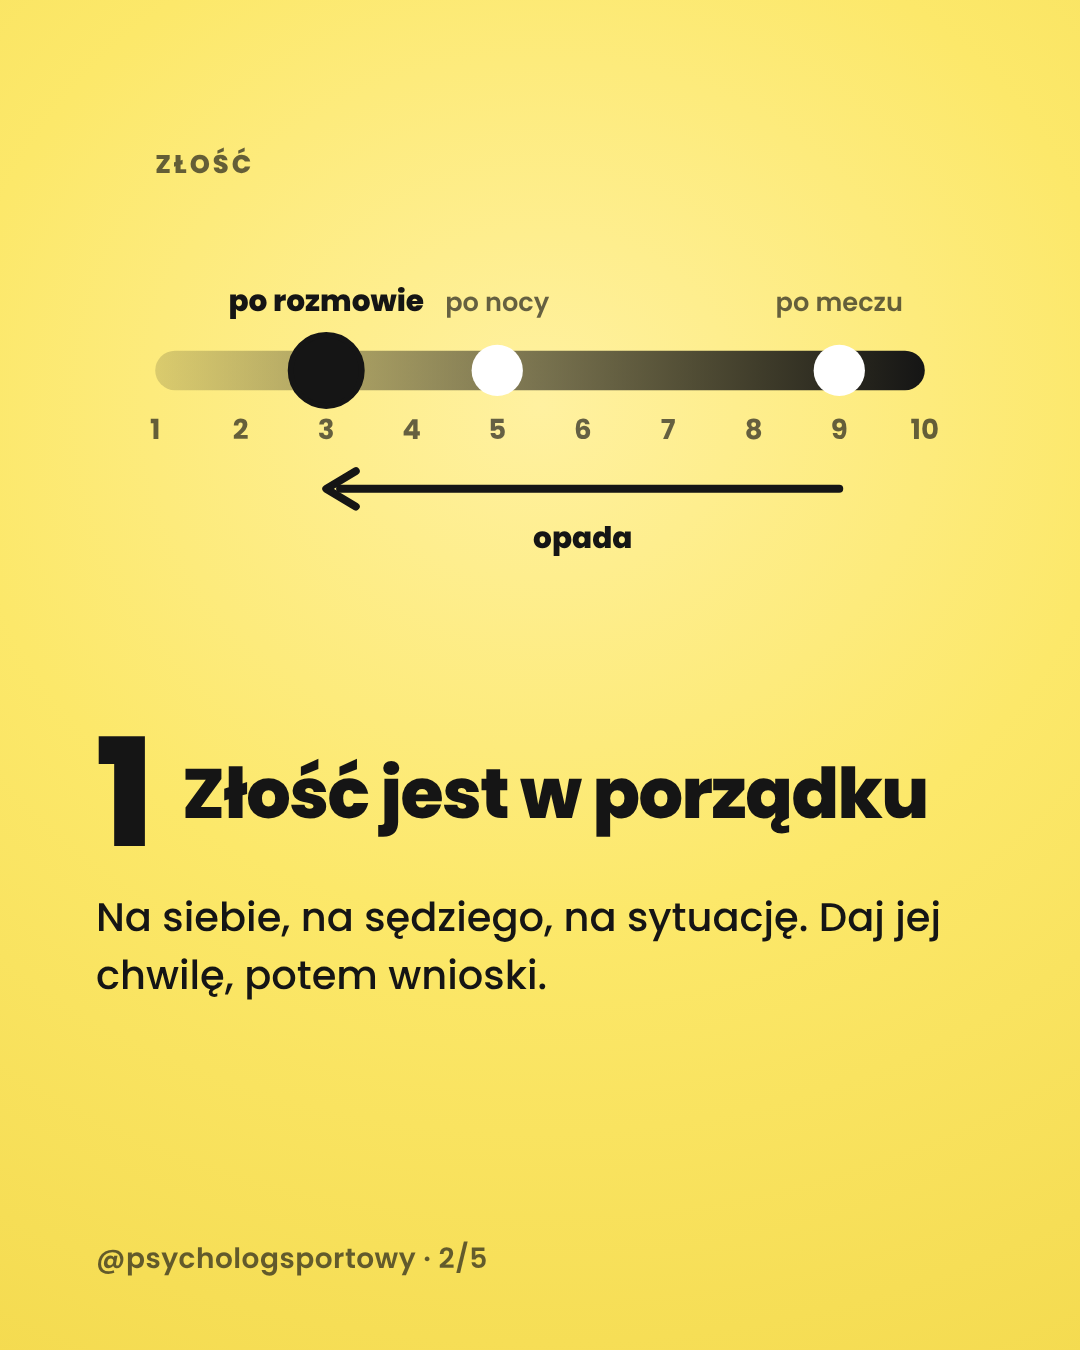 ZŁOŚĆ
po rozmowie po nocy po meczu
1 2 3 4 5 6 7 8 9 10
opada
1 Złość jest w porządku
Na siebie, na sędziego, na sytuację. Daj jej
chwilę, potem wnioski.
@psychologsportowy · 2/5